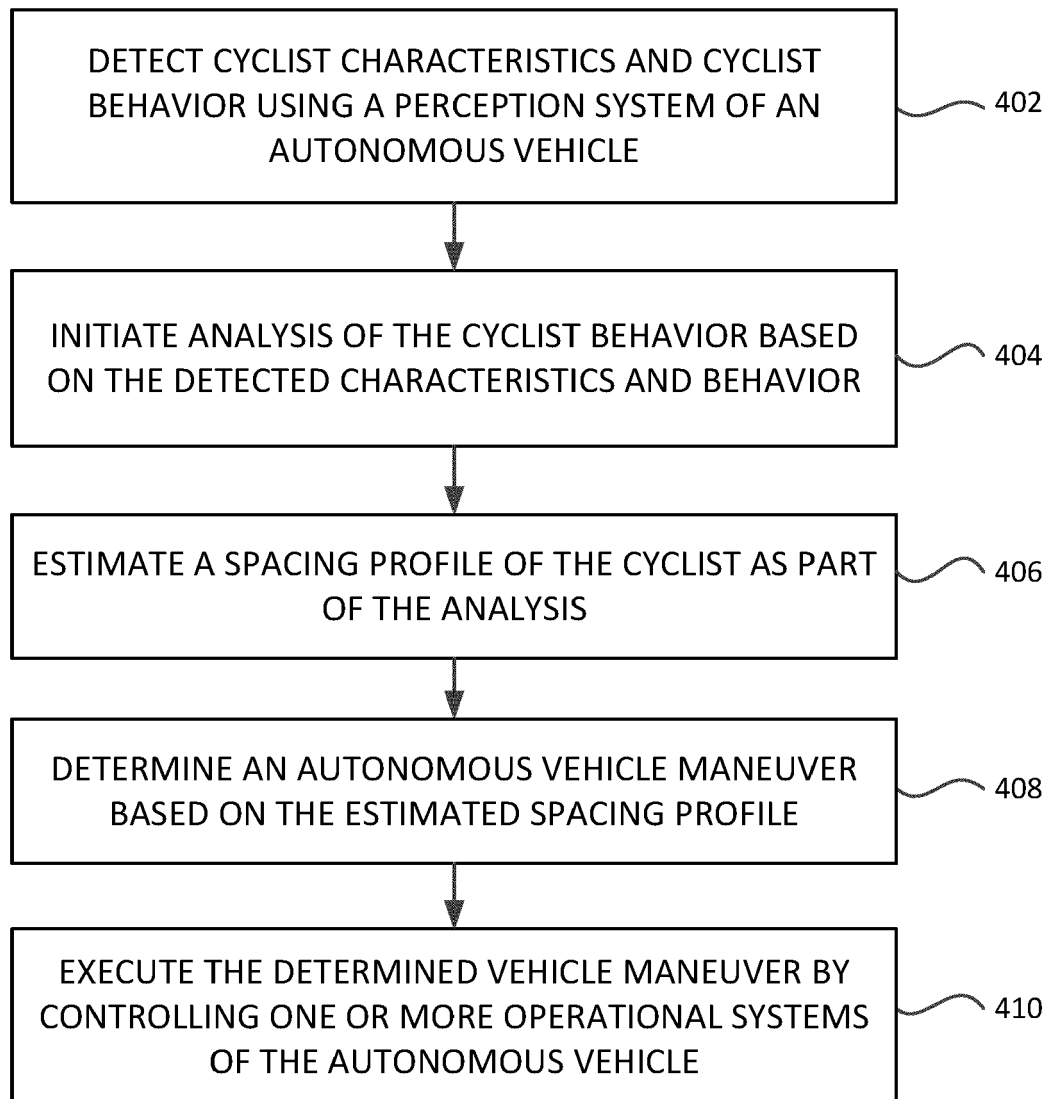 DETECT CYCLIST CHARACTERISTICS AND CYCLIST
BEHAVIOR USING A PERCEPTION SYSTEM OF AN
AUTONOMOUS VEHICLE
402
INITIATE ANALYSIS OF THE CYCLIST BEHAVIOR BASED
ON THE DETECTED CHARACTERISTICS AND BEHAVIOR
404
ESTIMATE A SPACING PROFILE OF THE CYCLIST AS PART
OF THE ANALYSIS
406
DETERMINE AN AUTONOMOUS VEHICLE MANEUVER
BASED ON THE ESTIMATED SPACING PROFILE
408
EXECUTE THE DETERMINED VEHICLE MANEUVER BY
CONTROLLING ONE OR MORE OPERATIONAL SYSTEMS
OF THE AUTONOMOUS VEHICLE
410